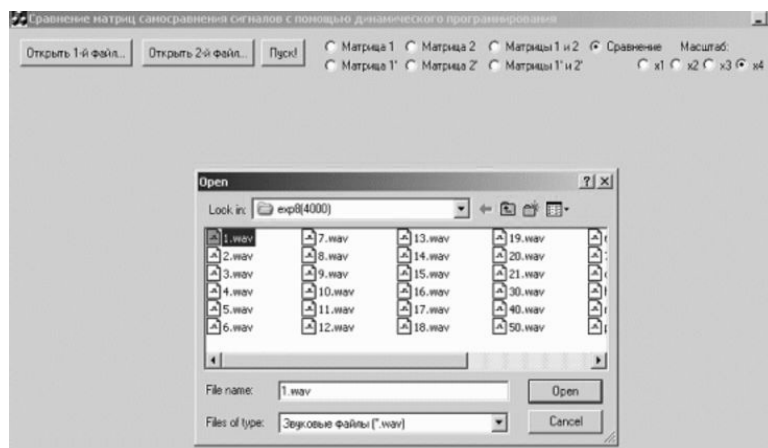 Сравнение матриц самосравнения сигналов с помощью динамического программирования
Открыть 1-й файл... Открыть 2-й файл... Пуск! Матрица 1 Матрица 2 Матрицы 1 и 2 Сравнение Масштаб:
Матрица 1' Матрица 2' Матрицы 1' и 2' x1 x2 x3 x4
Open
Look in: exp8(4000)
1.wav 7.wav 13.wav 19.wav
2.wav 8.wav 14.wav 20.wav
3.wav 9.wav 15.wav 21.wav
4.wav 10.wav 16.wav 30.wav
5.wav 11.wav 17.wav 40.wav
6.wav 12.wav 18.wav 50.wav
File name: 1.wav Open
Files of type: Звуковые файлы (*.wav) Cancel